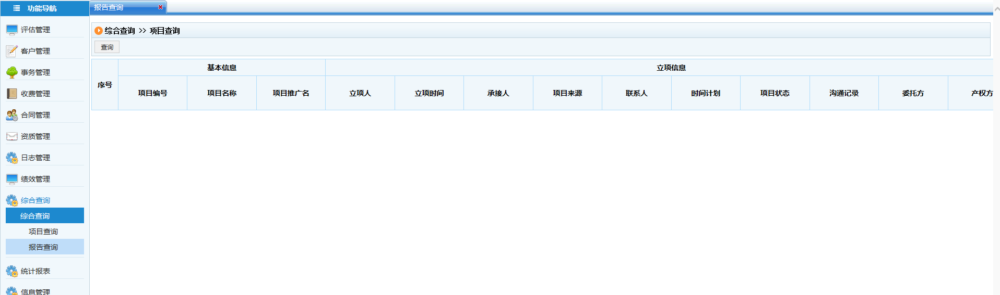 功能导航
报告查询
评估管理
客户管理
事务管理
收费管理
合同管理
资质管理
日志管理
绩效管理
综合查询
综合查询
项目查询
报告查询
统计报表
信息管理
综合查询 >> 项目查询
查询
序号
基本信息
立项信息
项目编号 项目名称 项目推广名 立项人 立项时间 承接人 项目来源 联系人 时间计划 项目状态 沟通记录 委托方 产权方